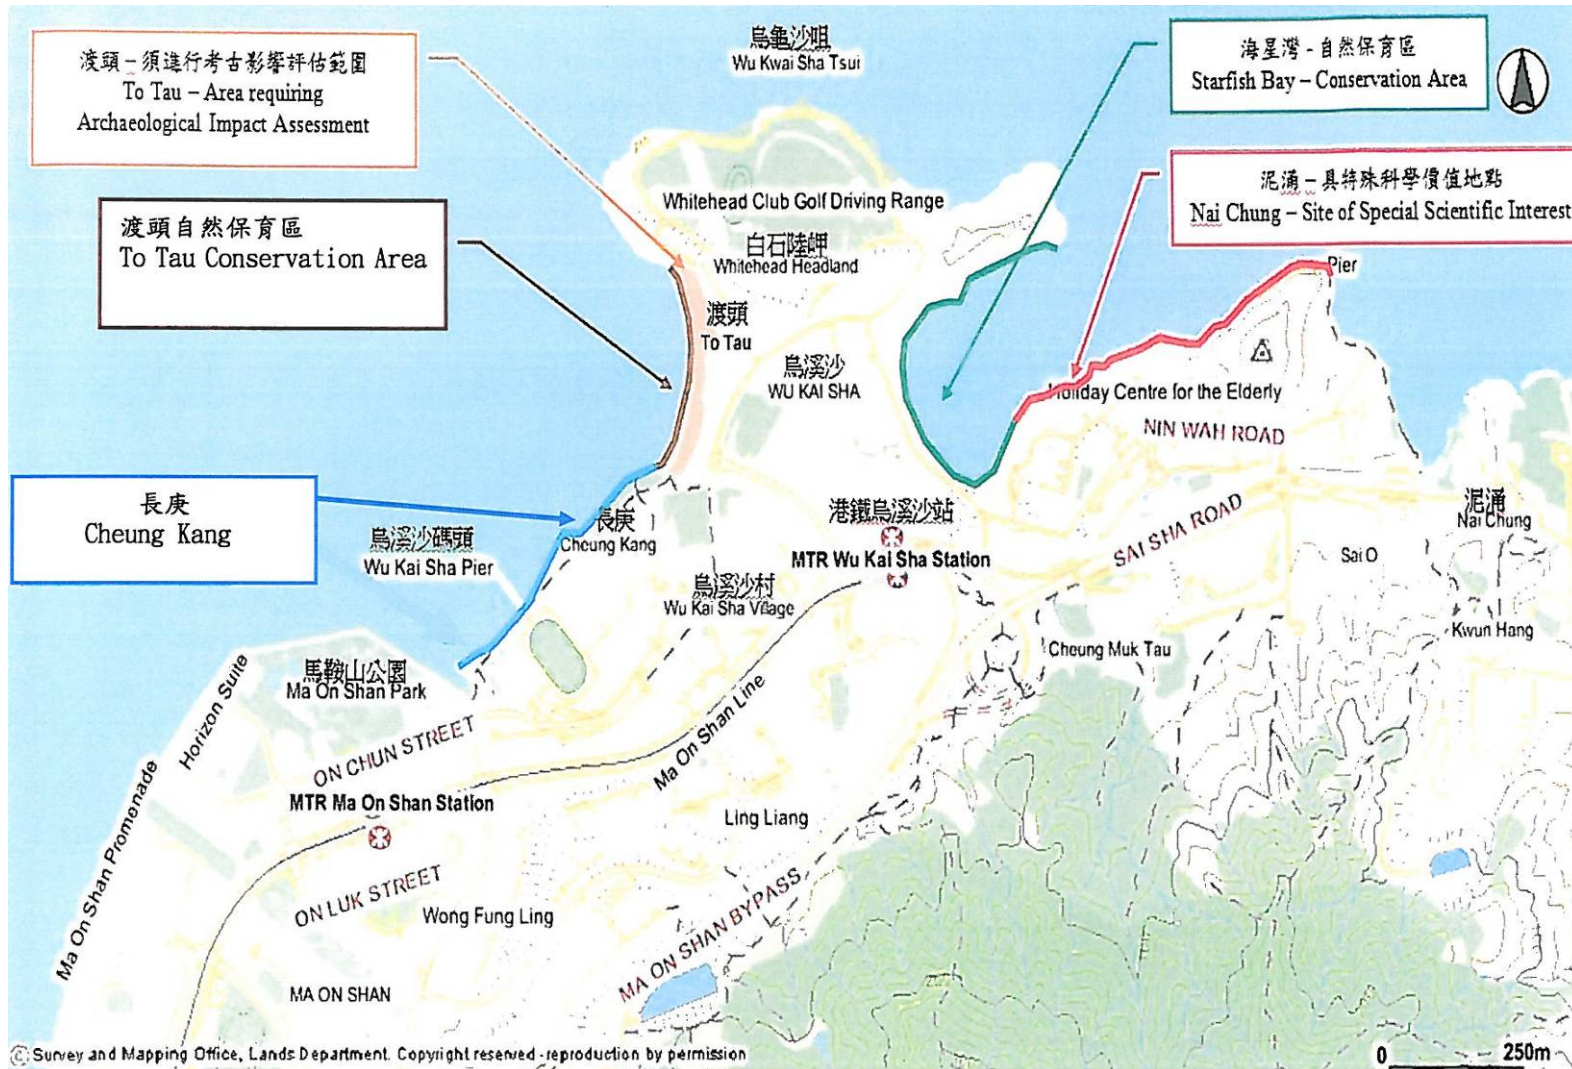 渡頭 – 須進行考古影響評估範圍
To Tau – Area requiring
Archaeological Impact Assessment
烏龜沙咀
Wu Kwai Sha Tsui
海星灣 - 自然保育區
Starfish Bay – Conservation Area
泥涌 – 具特殊科學價值地點
Nai Chung – Site of Special Scientific Interest
渡頭自然保育區
To Tau Conservation Area
Whitehead Club Golf Driving Range
白石陸岬
Whitehead Headland
Pier
渡頭
To Tau
烏溪沙
WU KAI SHA
Holiday Centre for the Elderly
NIN WAH ROAD
長庚
Cheung Kang
長庚
Cheung Kang
烏溪沙碼頭
Wu Kai Sha Pier
港鐵烏溪沙站
MTR Wu Kai Sha Station
SAI SHA ROAD
泥涌
Nai Chung
Sai O
烏溪沙村
Wu Kai Sha Village
Kwun Hang
Cheung Muk Tau
馬鞍山公園
Ma On Shan Park
Horizon Suite
ON CHUN STREET
Ma On Shan Line
MTR Ma On Shan Station
Ling Liang
Ma On Shan Promenade
ON LUK STREET
Wong Fung Ling
MA ON SHAN BYPASS
MA ON SHAN
© Survey and Mapping Office, Lands Department. Copyright reserved - reproduction by permission
0 250m